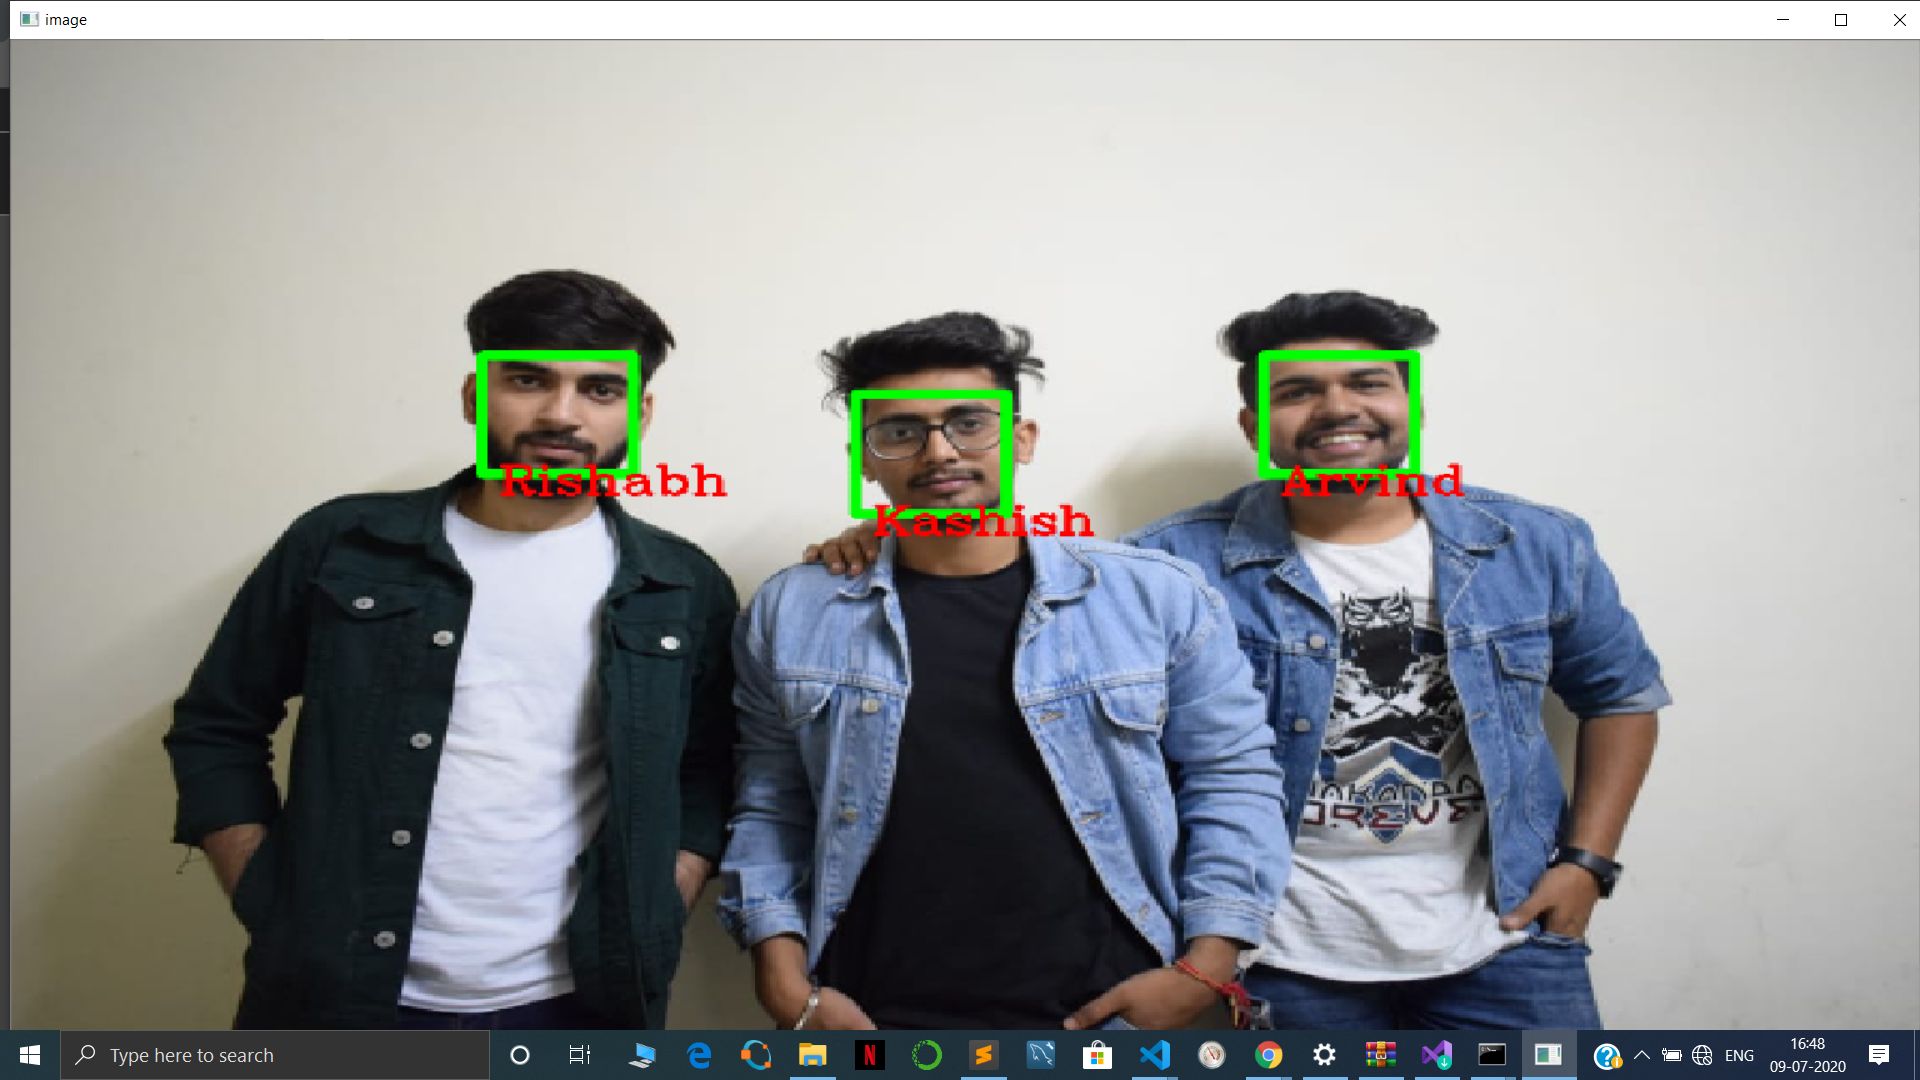 image
Rishabh
Arvind
Kashish
Type here to search
N
ENG
16:48
09-07-2020